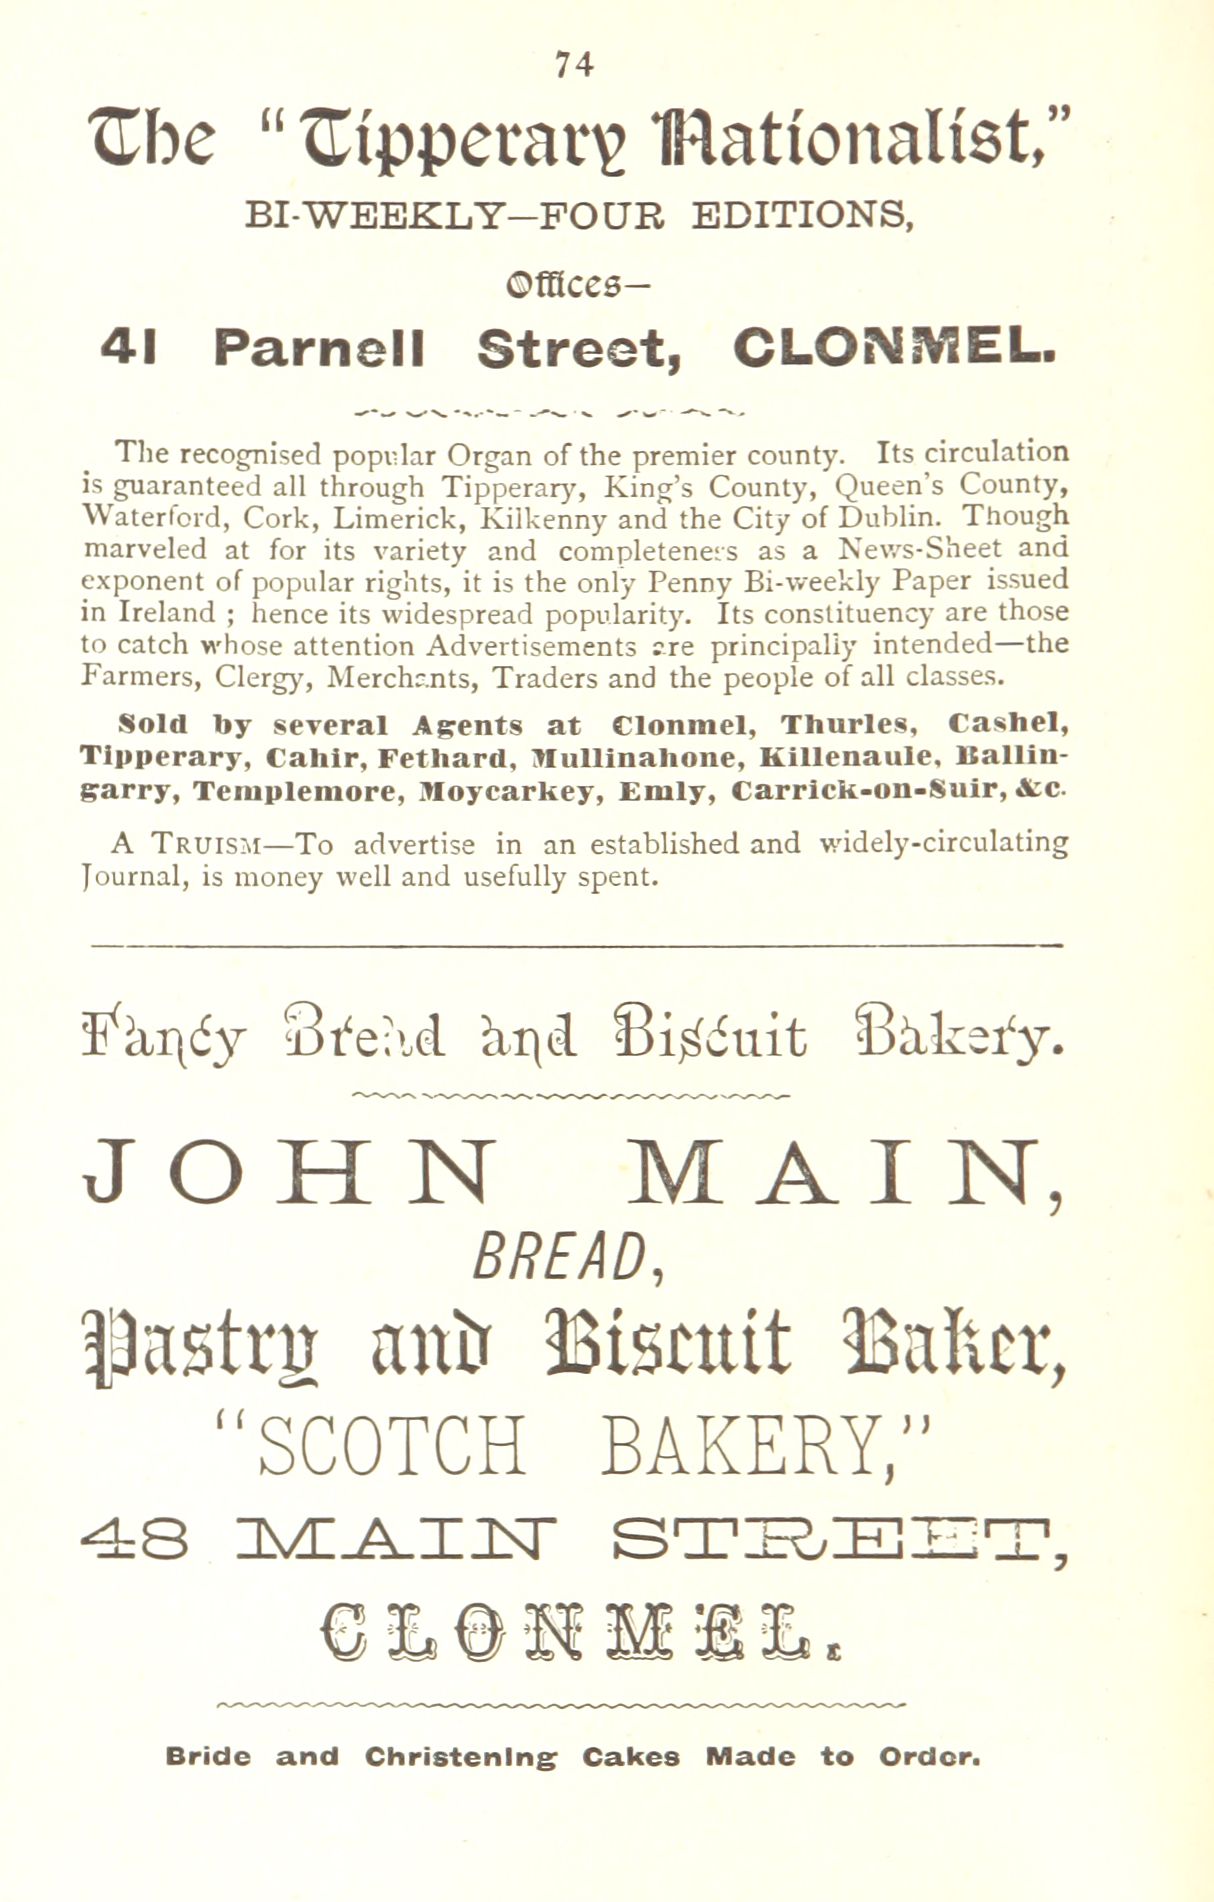 74
The "Tipperary Nationalist,"
BI-WEEKLY—FOUR EDITIONS,
Offices—
41 Parnell Street, CLONMEL.
The recognised popular Organ of the premier county. Its circulation
is guaranteed all through Tipperary, King's County, Queen's County,
Waterford, Cork, Limerick, Kilkenny and the City of Dublin. Though
marveled at for its variety and completeness as a News-Sheet and
exponent of popular rights, it is the only Penny Bi-weekly Paper issued
in Ireland ; hence its widespread popularity. Its constituency are those
to catch whose attention Advertisements are principally intended—the
Farmers, Clergy, Merchants, Traders and the people of all classes.
Sold by several Agents at Clonmel, Thurles, Cashel,
Tipperary, Cahir, Fethard, Mullinahone, Killenaule, Ballin-
garry, Templemore, Moycarkey, Emly, Carrick-on-Suir, &c.
A TRUISM—To advertise in an established and widely-circulating
Journal, is money well and usefully spent.
Fancy Bread and Biscuit Bakery.
JOHN MAIN,
BREAD,
Pastry and Biscuit Baker,
"SCOTCH BAKERY,"
48 MAIN STREET,
CLONMEL.
Bride and Christening Cakes Made to Order.